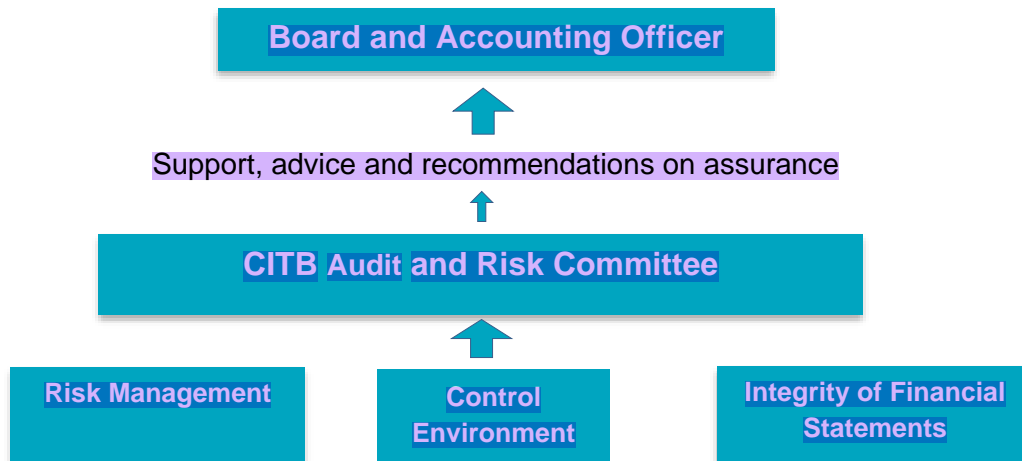 Board and Accounting Officer
Support, advice and recommendations on assurance
CITB Audit and Risk Committee
Risk Management
Control
Environment
Integrity of Financial
Statements